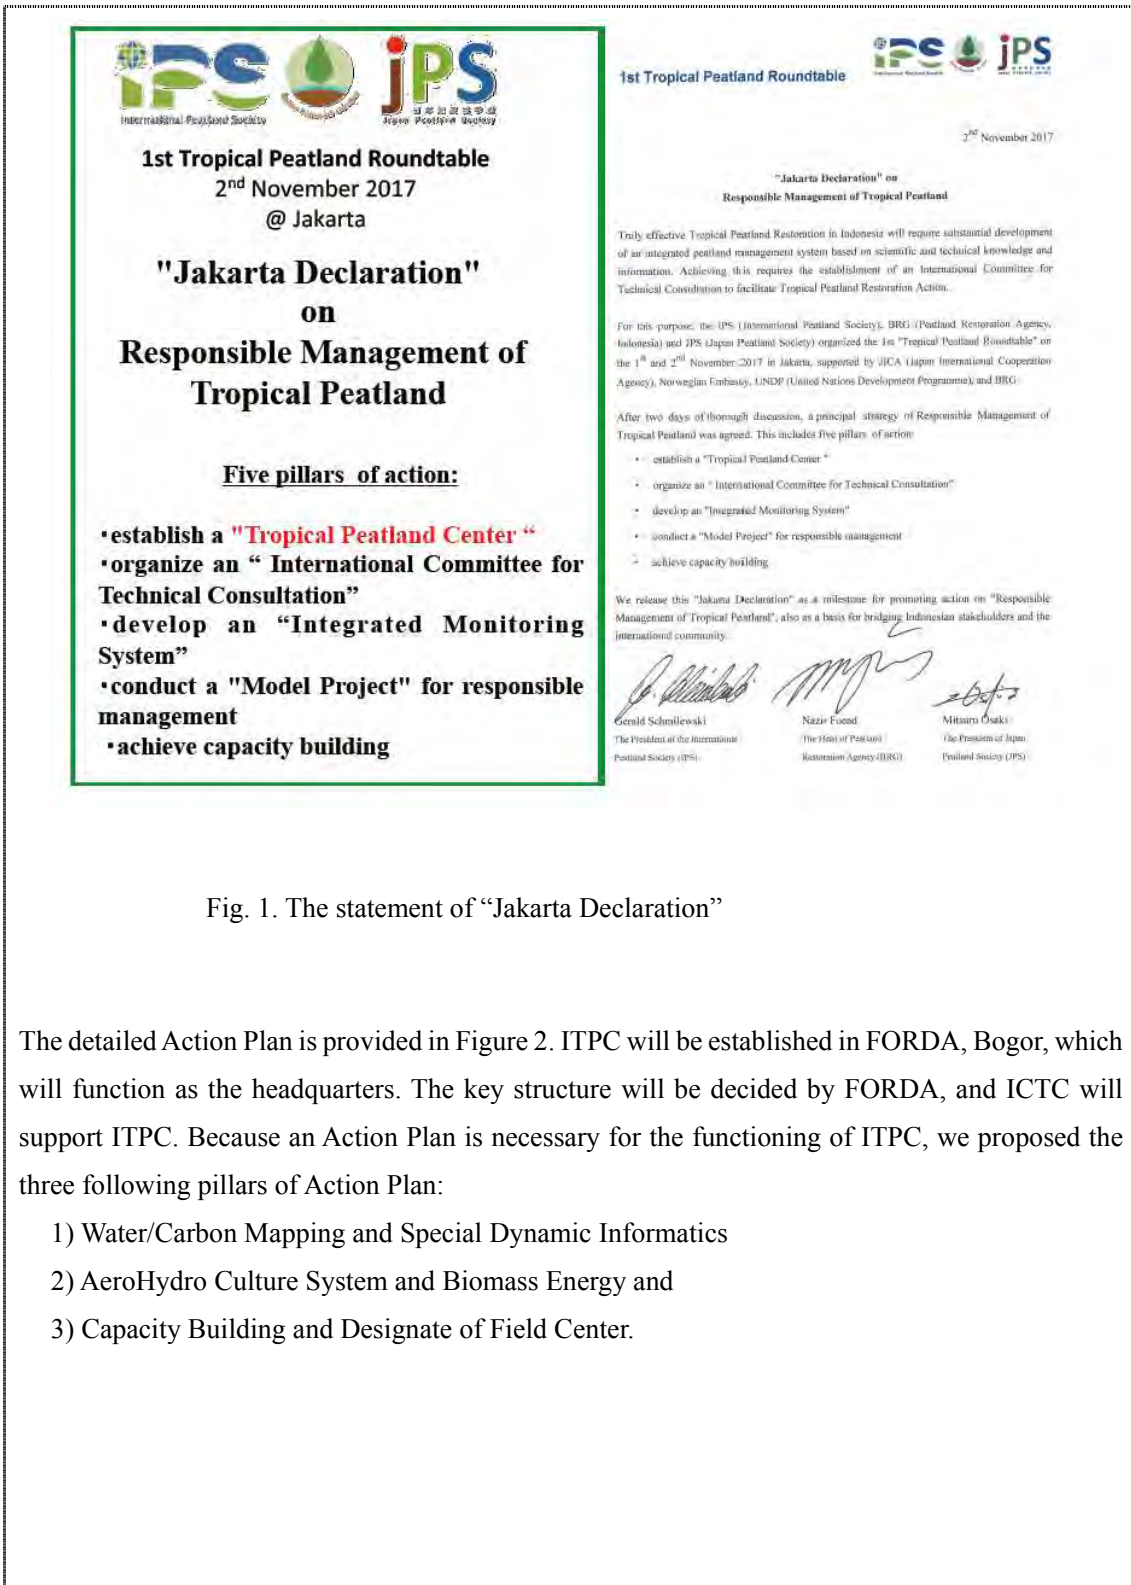 iPS
International Peatland Society
jPS
日本泥炭地学会
Japan Peatland Society
1st Tropical Peatland Roundtable
2nd November 2017
@ Jakarta
"Jakarta Declaration"
on
Responsible Management of
Tropical Peatland
Five pillars of action:
・establish a "Tropical Peatland Center “
・organize an “ International Committee for
Technical Consultation”
・develop an “Integrated Monitoring
System”
・conduct a "Model Project" for responsible
management
・achieve capacity building
1st Tropical Peatland Roundtable
iPS
jPS
2nd November 2017
"Jakarta Declaration" on
Responsible Management of Tropical Peatland
Truly effective Tropical Peatland Restoration in Indonesia will require substantial development
of an integrated peatland management system based on scientific and technical knowledge and
information. Achieving this requires the establishment of an International Committee for
Technical Consultation to facilitate Tropical Peatland Restoration Action.
For this purpose, the IPS (International Peatland Society), BRG (Peatland Restoration Agency,
Indonesia) and JPS (Japan Peatland Society) organized the 1st "Tropical Peatland Roundtable" on
the 1st and 2nd November 2017 in Jakarta, supported by JICA (Japan International Cooperation
Agency), Norwegian Embassy, UNDP (United Nations Development Programme), and BRG.
After two days of thorough discussion, a principal strategy of Responsible Management of
Tropical Peatland was agreed. This includes five pillars of action:
- establish a "Tropical Peatland Center "
- organize an " International Committee for Technical Consultation"
- develop an "Integrated Monitoring System"
- conduct a "Model Project" for responsible management
- achieve capacity building
We release this "Jakarta Declaration" as a milestone for promoting action on "Responsible
Management of Tropical Peatland", also as a basis for bridging Indonesian stakeholders and the
international community.
Gerald Schmilewski
The President of the International
Peatland Society (IPS)
Nazir Foead
The Head of Peatland
Restoration Agency (BRG)
Mitsuru Osaki
The President of Japan
Peatland Society (JPS)
Fig. 1. The statement of “Jakarta Declaration”
The detailed Action Plan is provided in Figure 2. ITPC will be established in FORDA, Bogor, which
will function as the headquarters. The key structure will be decided by FORDA, and ICTC will
support ITPC. Because an Action Plan is necessary for the functioning of ITPC, we proposed the
three following pillars of Action Plan:
1) Water/Carbon Mapping and Special Dynamic Informatics
2) AeroHydro Culture System and Biomass Energy and
3) Capacity Building and Designate of Field Center.